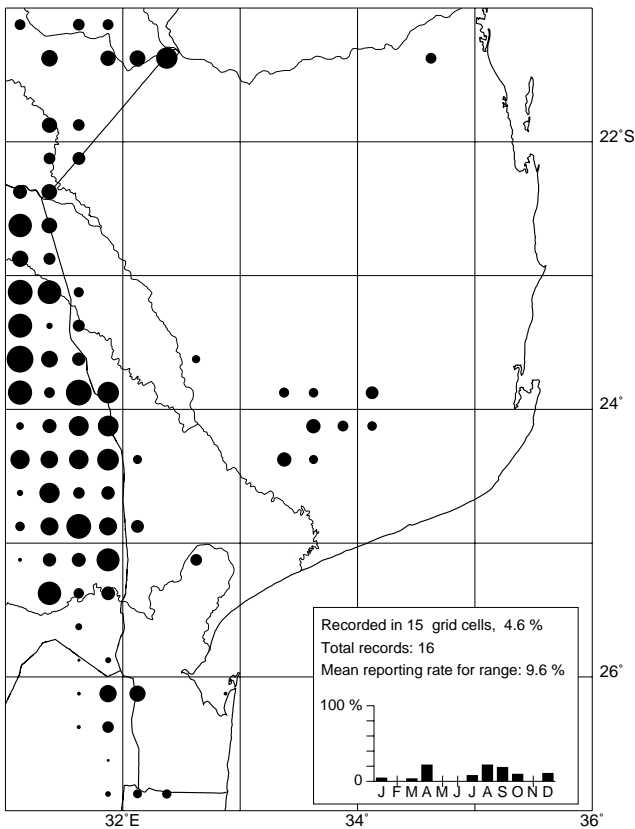 22˚S
24˚
Recorded in 15 grid cells, 4.6 %
Total records: 16
Mean reporting rate for range: 9.6 %
26˚
100 %
0
J F M A M J J A S O N D
32˚E
34˚
36˚